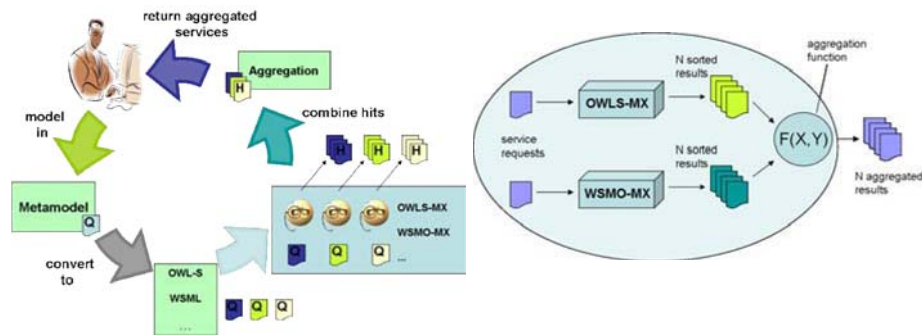 return aggregated
services
Aggregation
H
model
in
combine hits
H H H
Metamodel
Q
OWLS-MX
WSMO-MX
...
Q Q Q
convert
to
OWL-S
WSML
...
Q Q Q
aggregation
function
N sorted
results
OWLS-MX
service
requests
N sorted
results
F(X,Y)
WSMO-MX
N aggregated
results